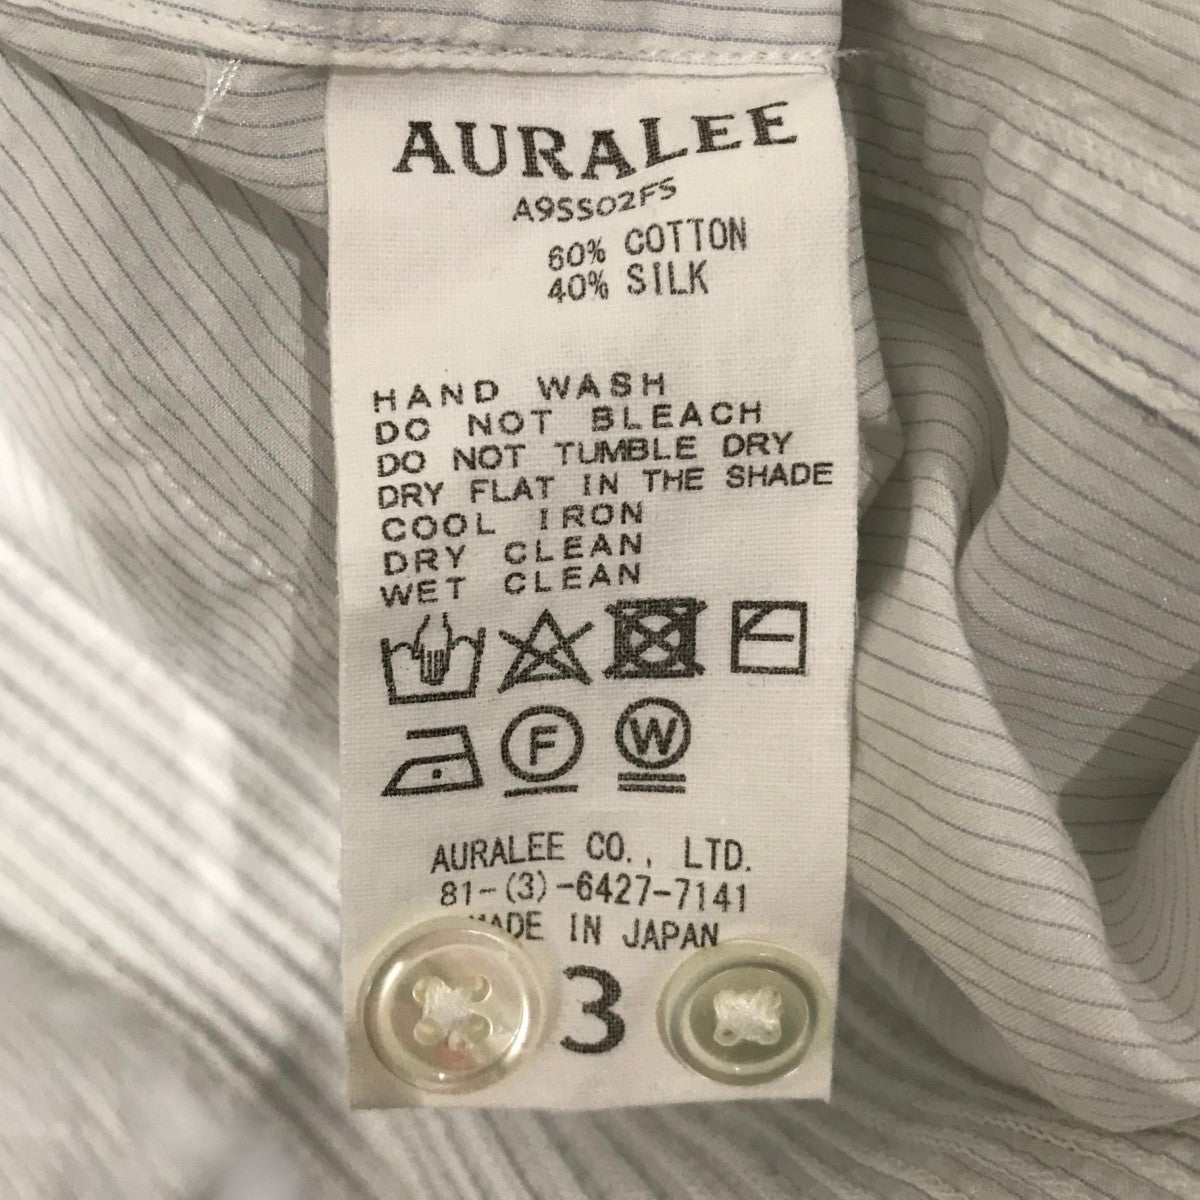 AURALEE
A9SS02FS
60% COTTON
40% SILK
HAND WASH
DO NOT BLEACH
DO NOT TUMBLE DRY
DRY FLAT IN THE SHADE
COOL IRON
DRY CLEAN
WET CLEAN
F W
AURALEE CO., LTD.
81-(3)-6427-7141
MADE IN JAPAN
3